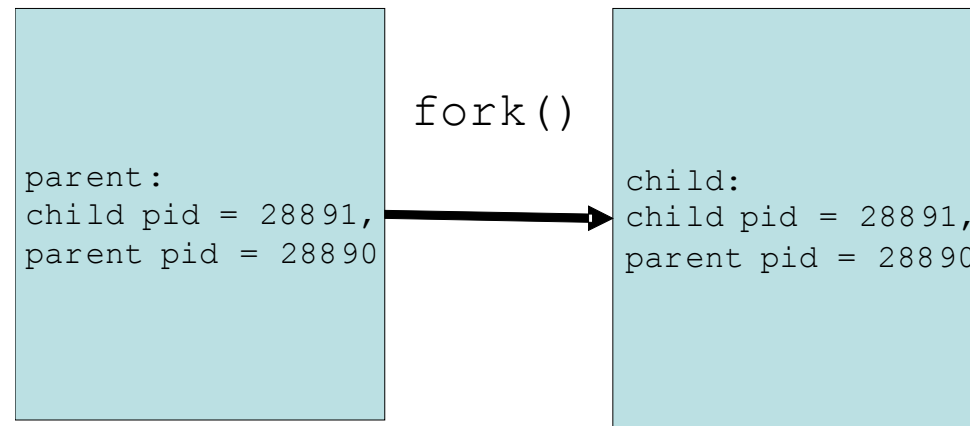 fork()
parent:
child pid = 28891,
parent pid = 28890
child:
child pid = 28891,
parent pid = 28890